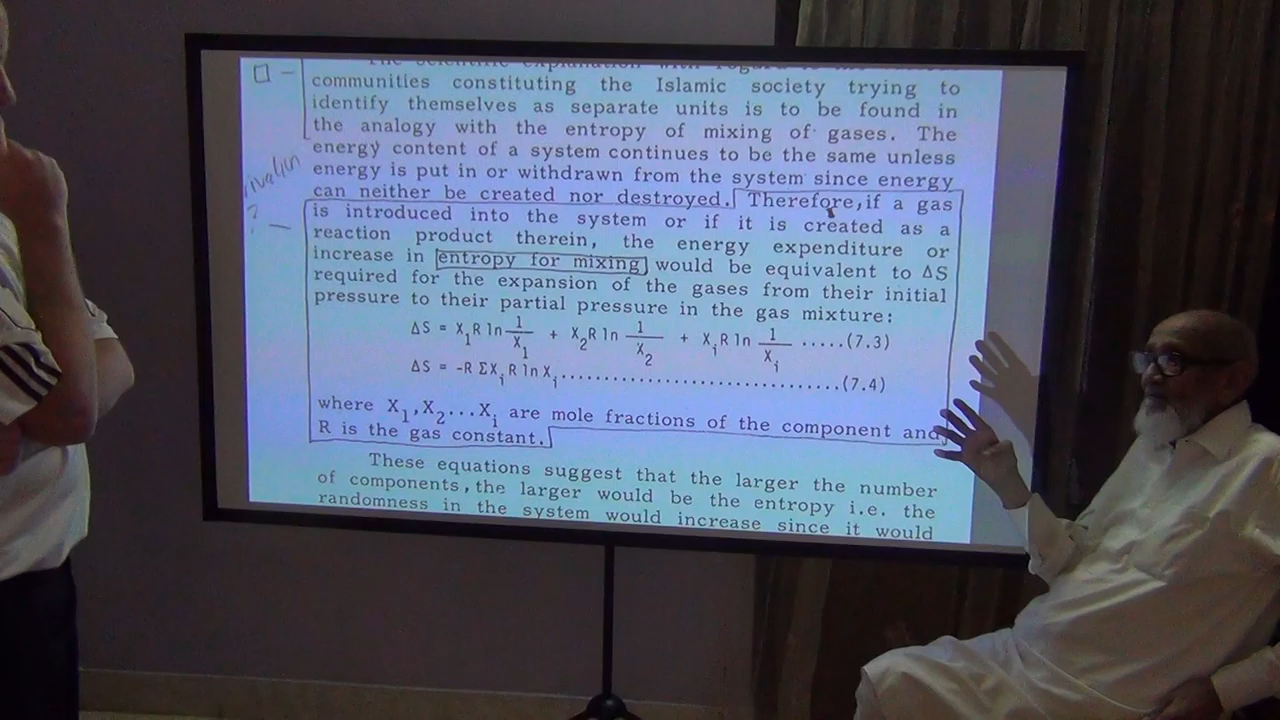 The scientific explanation with regard to the
communities constituting the Islamic society trying to
identify themselves as separate units is to be found in
the analogy with the entropy of mixing of gases. The
energy content of a system continues to be the same unless
energy is put in or withdrawn from the system since energy
can neither be created nor destroyed. Therefore, if a gas
is introduced into the system or if it is created as a
reaction product therein, the energy expenditure or
increase in entropy for mixing would be equivalent to ΔS
required for the expansion of the gases from their initial
pressure to their partial pressure in the gas mixture:
ΔS = X₁R ln 1/X₁ + X₂R ln 1/X₂ + XᵢR ln 1/Xᵢ .....(7.3)
ΔS = -R ΣXᵢR ln Xᵢ................................(7.4)
where X₁,X₂...Xᵢ are mole fractions of the component and
R is the gas constant.
These equations suggest that the larger the number
of components, the larger would be the entropy i.e. the
randomness in the system would increase since it would